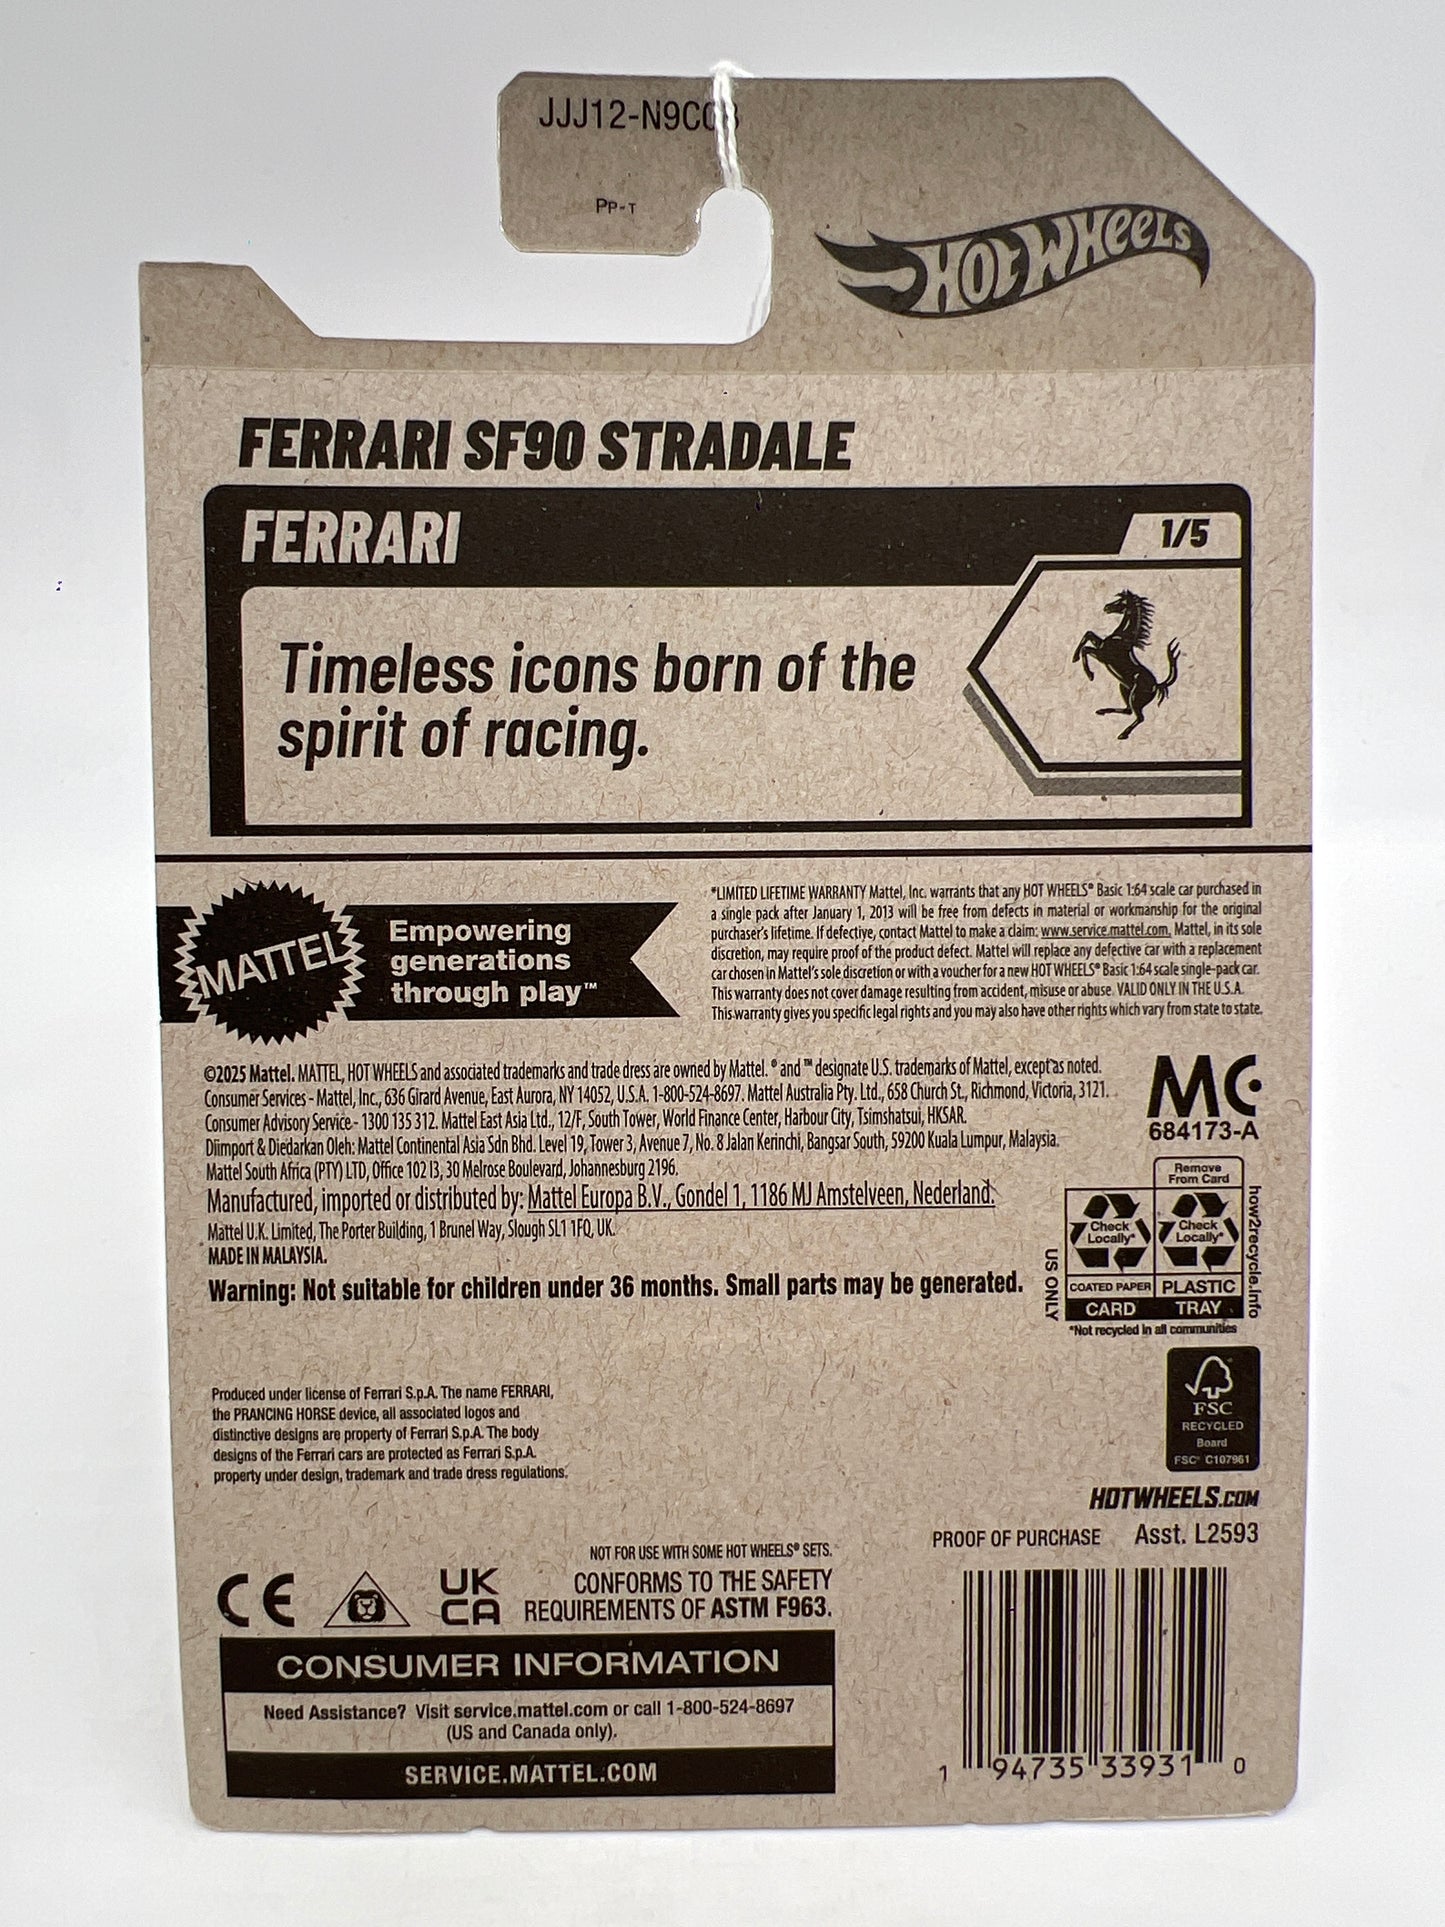 JJJ12-N9C0
PP-T
HOT WHEELS
FERRARI SF90 STRADALE
FERRARI
1/5
Timeless icons born of the
spirit of racing.
MATTEL
Empowering
generations
through play™
*LIMITED LIFETIME WARRANTY Mattel, Inc. warrants that any HOT WHEELS® Basic 1:64 scale car purchased in
a single pack after January 1, 2013 will be free from defects in material or workmanship for the original
purchaser's lifetime. If defective, contact Mattel to make a claim: www.service.mattel.com. Mattel, in its sole
discretion, may require proof of the product defect. Mattel will replace any defective car with a replacement
car chosen in Mattel's sole discretion or with a voucher for a new HOT WHEELS® Basic 1:64 scale single-pack car.
This warranty does not cover damage resulting from accident, misuse or abuse. VALID ONLY IN THE U.S.A.
This warranty gives you specific legal rights and you may also have other rights which vary from state to state.
©2025 Mattel. MATTEL, HOT WHEELS and associated trademarks and trade dress are owned by Mattel. ® and ™ designate U.S. trademarks of Mattel, except as noted.
Consumer Services - Mattel, Inc., 636 Girard Avenue, East Aurora, NY 14052, U.S.A. 1-800-524-8697. Mattel Australia Pty. Ltd., 658 Church St., Richmond, Victoria, 3121.
Consumer Advisory Service - 1300 135 312. Mattel East Asia Ltd., 12/F, South Tower, World Finance Center, Harbour City, Tsimshatsui, HKSAR.
Diimport & Diedarkan Oleh: Mattel Continental Asia Sdn Bhd. Level 19, Tower 3, Avenue 7, No. 8 Jalan Kerinchi, Bangsar South, 59200 Kuala Lumpur, Malaysia.
Mattel South Africa (PTY) LTD, Office 102 I3, 30 Melrose Boulevard, Johannesburg 2196.
Manufactured, imported or distributed by: Mattel Europa B.V., Gondel 1, 1186 MJ Amstelveen, Nederland.
Mattel U.K. Limited, The Porter Building, 1 Brunel Way, Slough SL1 1FQ, UK.
MADE IN MALAYSIA.
Warning: Not suitable for children under 36 months. Small parts may be generated.
MC
684173-A
Remove
From Card
Check
Locally*
Check
Locally*
COATED PAPER
PLASTIC
CARD
TRAY
US ONLY
how2recycle.info
*Not recycled in all communities
FSC
RECYCLED
Board
FSC® C107961
Produced under license of Ferrari S.p.A. The name FERRARI,
the PRANCING HORSE device, all associated logos and
distinctive designs are property of Ferrari S.p.A. The body
designs of the Ferrari cars are protected as Ferrari S.p.A.
property under design, trademark and trade dress regulations.
HOTWHEELS.COM
PROOF OF PURCHASE Asst. L2593
NOT FOR USE WITH SOME HOT WHEELS® SETS.
CE
UK
CA
CONFORMS TO THE SAFETY
REQUIREMENTS OF ASTM F963.
CONSUMER INFORMATION
Need Assistance? Visit service.mattel.com or call 1-800-524-8697
(US and Canada only).
SERVICE.MATTEL.COM
1 94735 33931 0